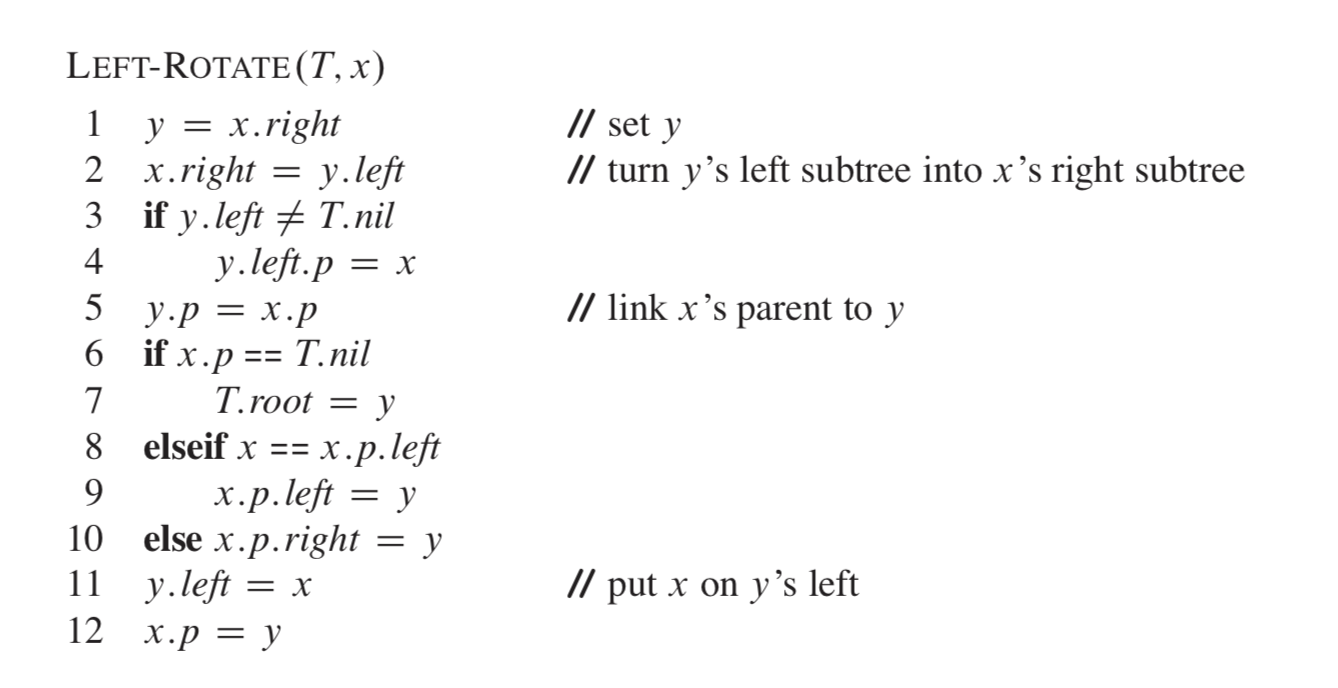 LEFT-ROTATE(T, x)
1 y = x.right // set y
2 x.right = y.left // turn y’s left subtree into x’s right subtree
3 if y.left ≠ T.nil
4 y.left.p = x
5 y.p = x.p // link x’s parent to y
6 if x.p == T.nil
7 T.root = y
8 elseif x == x.p.left
9 x.p.left = y
10 else x.p.right = y
11 y.left = x // put x on y’s left
12 x.p = y